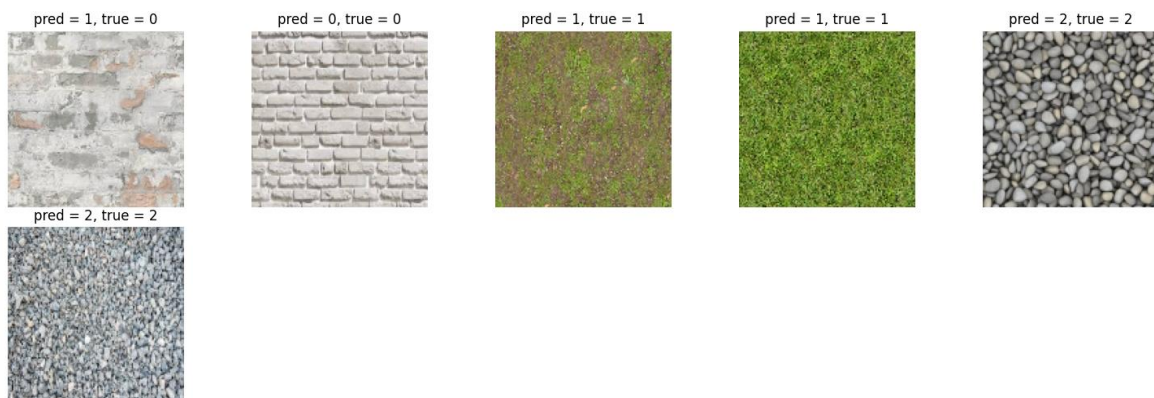 pred = 1, true = 0
pred = 0, true = 0
pred = 1, true = 1
pred = 1, true = 1
pred = 2, true = 2
pred = 2, true = 2